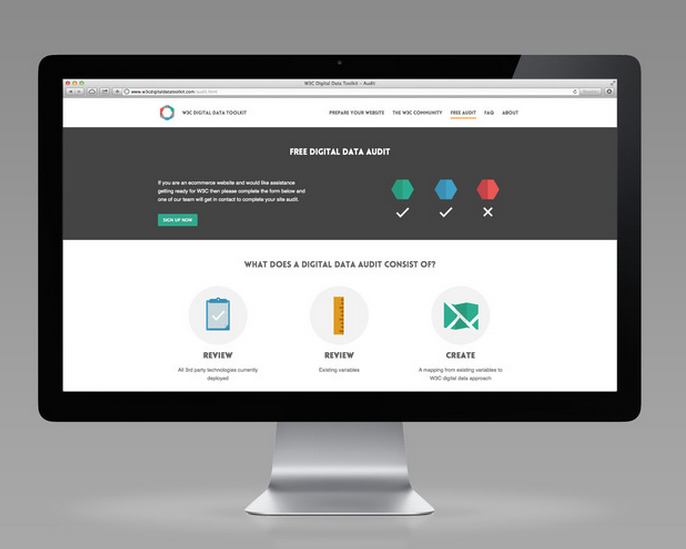 W3C Digital Data Toolkit – Audit
www.w3cdigitaldatatoolkit.com/audit.html
W3C DIGITAL DATA TOOLKIT
PREPARE YOUR WEBSITE
THE W3C COMMUNITY
FREE AUDIT
FAQ
ABOUT
FREE DIGITAL DATA AUDIT
If you are an ecommerce website and would like assistance
getting ready for W3C then please complete the form below and
one of our team will get in contact to complete your site audit.
SIGN UP NOW
WHAT DOES A DIGITAL DATA AUDIT CONSIST OF?
REVIEW
All 3rd party technologies currently
deployed
REVIEW
Existing variables
CREATE
A mapping from existing variables to
W3C digital data approach